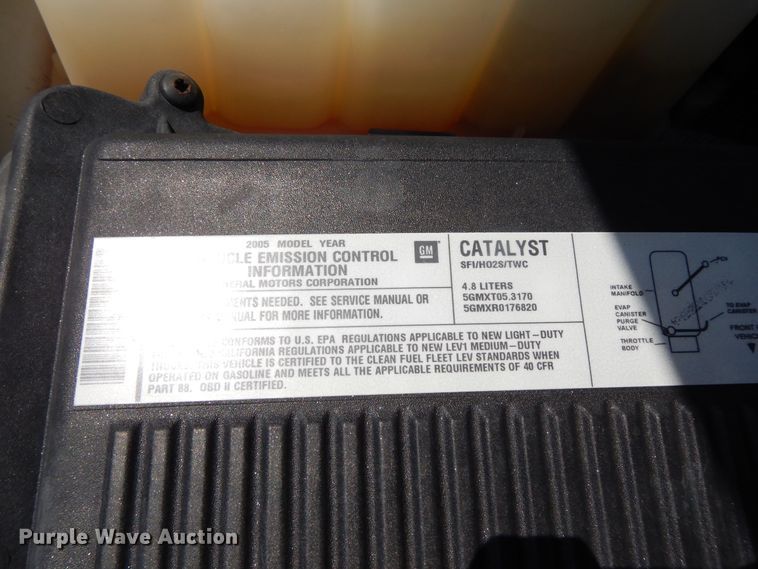 2005 MODEL YEAR
EMISSION CONTROL
INFORMATION
MOTORS CORPORATION
GM
NEEDED. SEE SERVICE MANUAL OR
MANUAL FOR MORE INFORMATION.
CONFORMS TO U.S. EPA REGULATIONS APPLICABLE TO NEW LIGHT-DUTY
CALIFORNIA REGULATIONS APPLICABLE TO NEW LEV1 MEDIUM-DUTY
THIS VEHICLE IS CERTIFIED TO THE CLEAN FUEL FLEET LEV STANDARDS WHEN
OPERATED ON GASOLINE AND MEETS ALL THE APPLICABLE REQUIREMENTS OF 40 CFR
PART 88. OBD II CERTIFIED.
CATALYST
SFI/HO2S/TWC
4.8 LITERS
5GMXT05.3170
5GMXR0176820
PCV
INTAKE
MANIFOLD
EVAP
CANISTER
PURGE
VALVE
THROTTLE
BODY
TO EVAP
CANISTER
FRONT
Purple Wave Auction